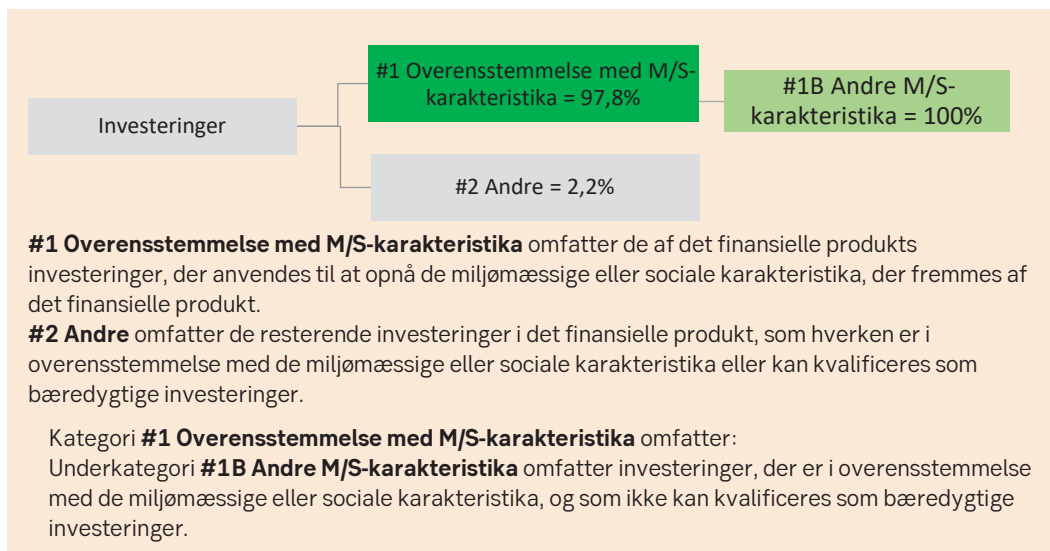 #1 Overensstemmelse med M/S-
karakteristika = 97,8%
#1B Andre M/S-
karakteristika = 100%
Investeringer
#2 Andre = 2,2%
#1 Overensstemmelse med M/S-karakteristika omfatter de af det finansielle produkts
investeringer, der anvendes til at opnå de miljømæssige eller sociale karakteristika, der fremmes af
det finansielle produkt.
#2 Andre omfatter de resterende investeringer i det finansielle produkt, som hverken er i
overensstemmelse med de miljømæssige eller sociale karakteristika eller kan kvalificeres som
bæredygtige investeringer.
Kategori #1 Overensstemmelse med M/S-karakteristika omfatter:
Underkategori #1B Andre M/S-karakteristika omfatter investeringer, der er i overensstemmelse
med de miljømæssige eller sociale karakteristika, og som ikke kan kvalificeres som bæredygtige
investeringer.